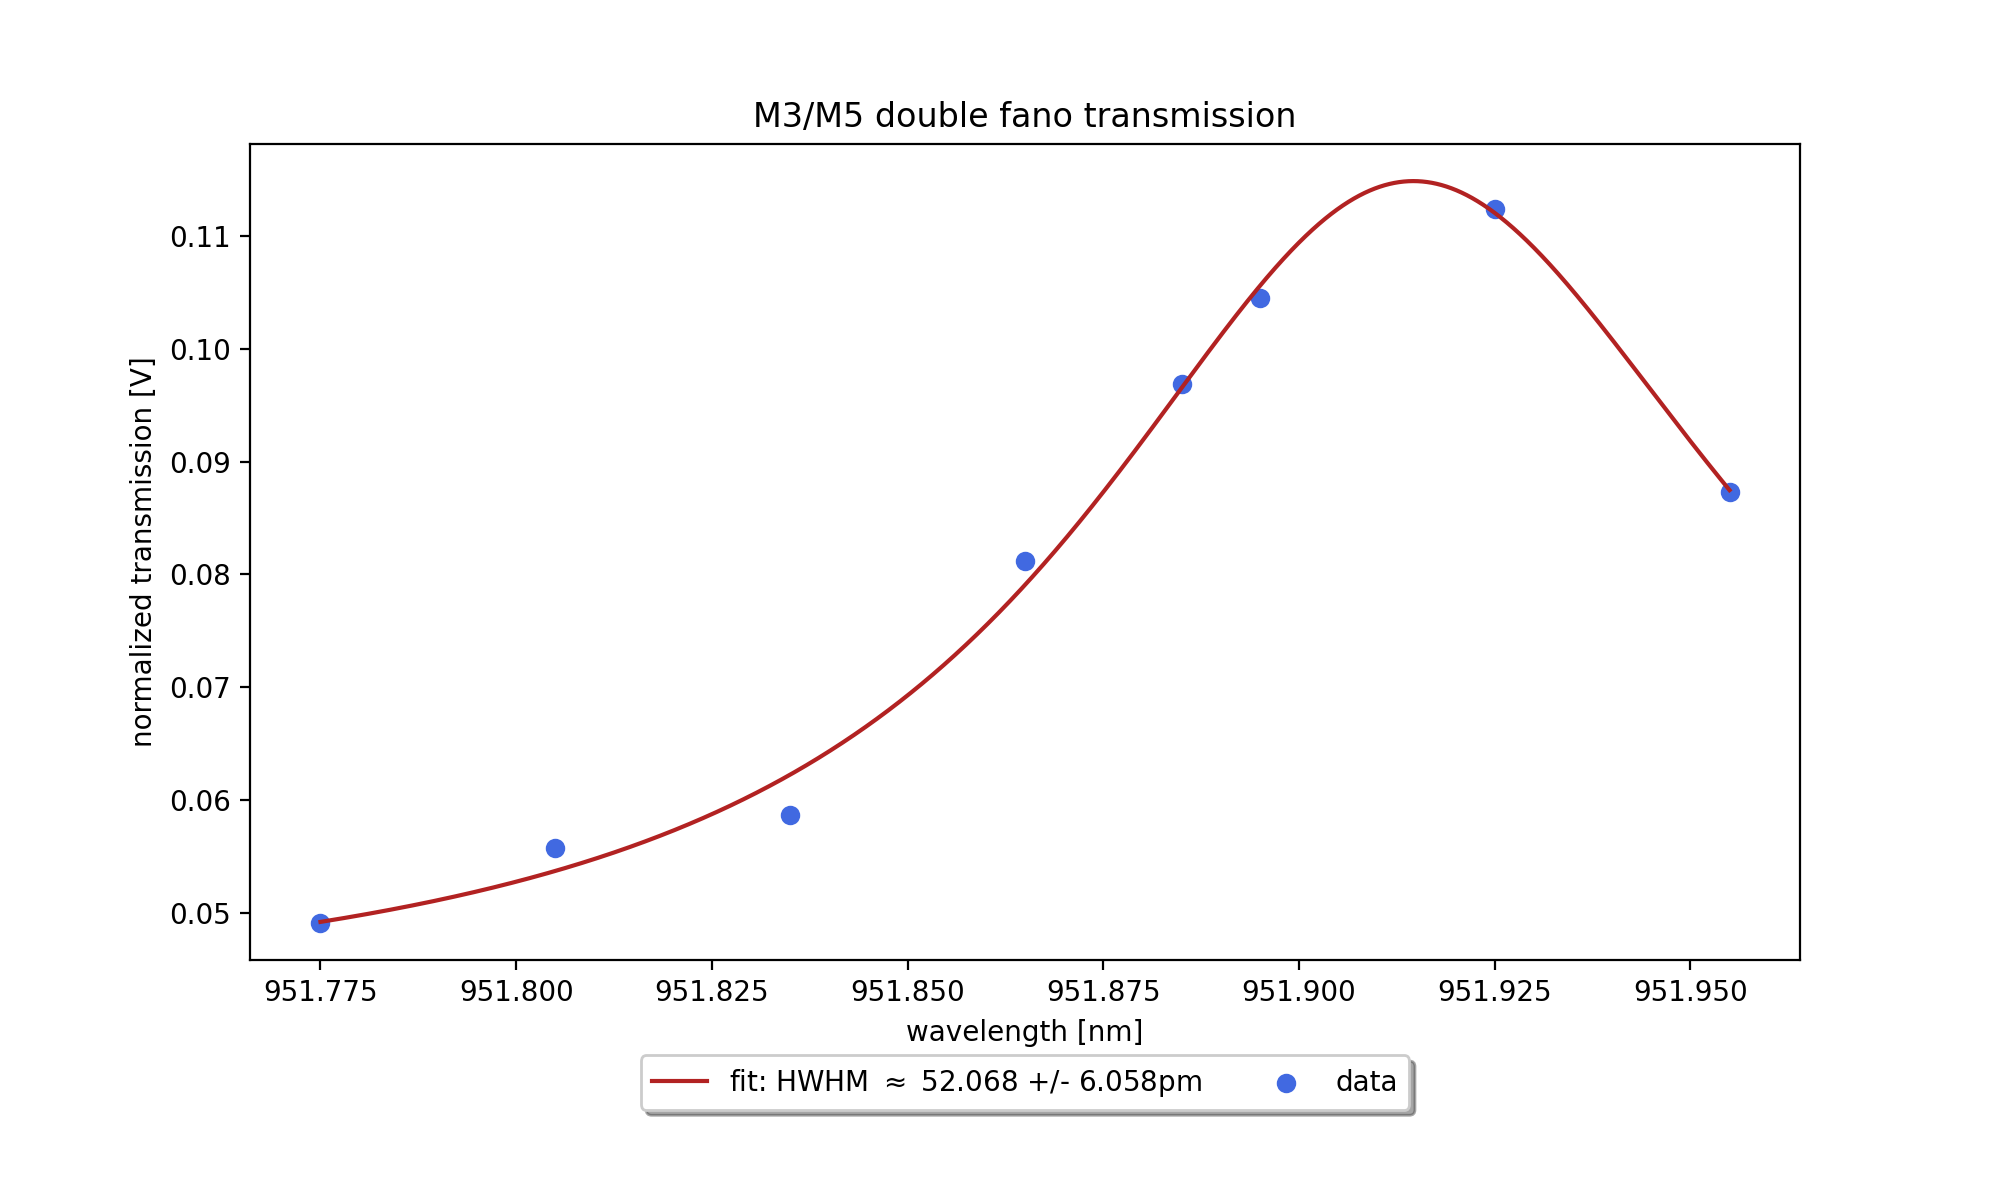 M3/M5 double fano transmission
normalized transmission [V]
0.11
0.10
0.09
0.08
0.07
0.06
0.05
951.775 951.800 951.825 951.850 951.875 951.900 951.925 951.950
wavelength [nm]
fit: HWHM ≈ 52.068 +/- 6.058pm data